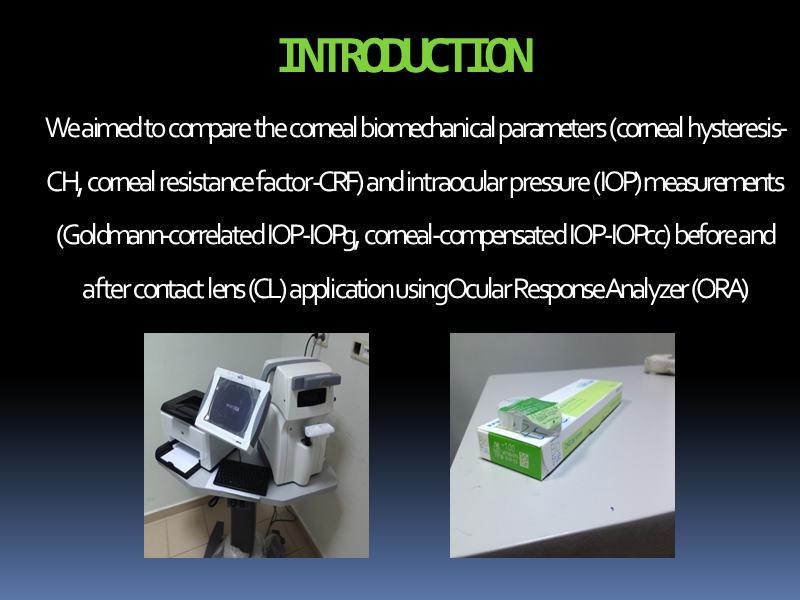 INTRODUCTION
We aimed to compare the corneal biomechanical parameters (corneal hysteresis-
CH, corneal resistance factor-CRF) and intraocular pressure (IOP) measurements
(Goldmann-correlated IOP-IOPg, corneal-compensated IOP-IOPcc) before and
after contact lens (CL) application using Ocular Response Analyzer (ORA)